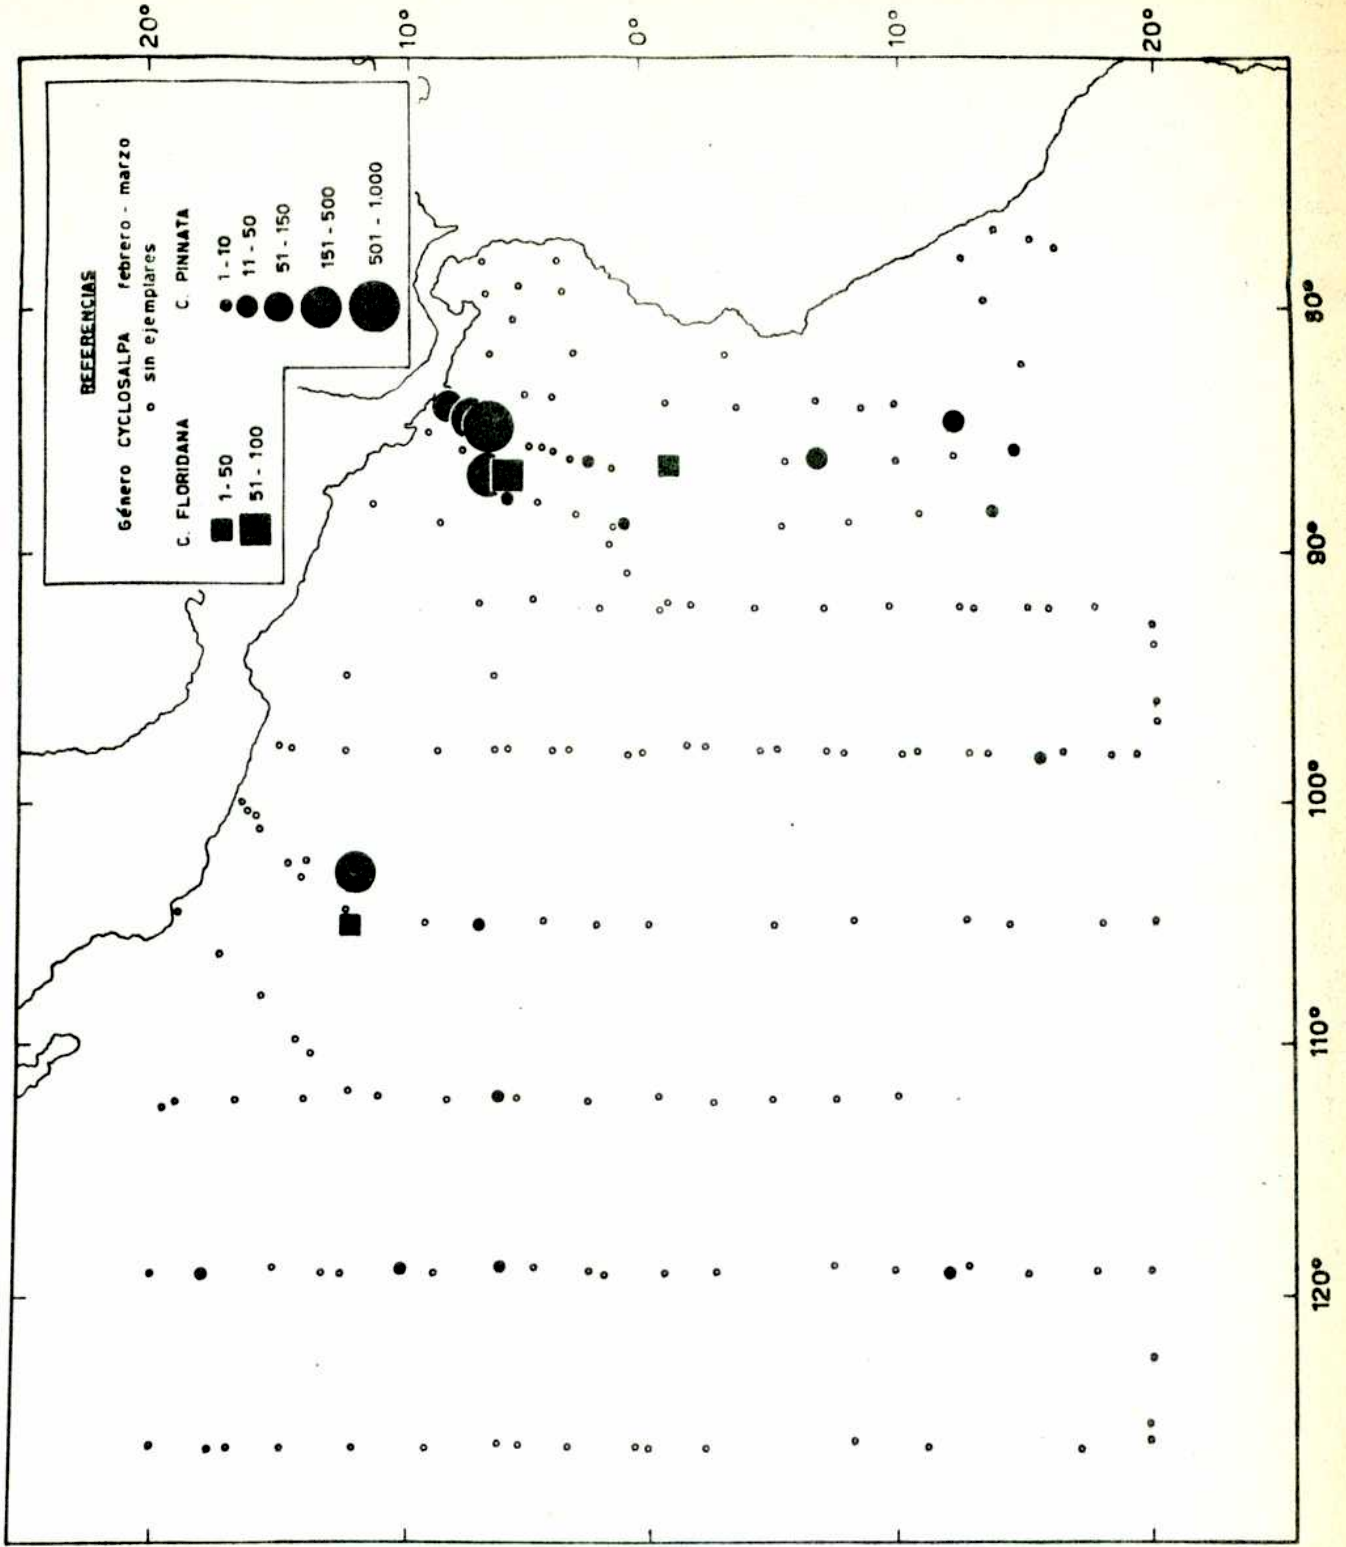 REFERENCIAS
Género CYCLOSALPA febrero - marzo
o sin ejemplares
C. FLORIDANA
1 - 50
51 - 100
C. PINNATA
1 - 10
11 - 50
51 - 150
151 - 500
501 - 1.000
20°
10°
0°
10°
20°
80°
90°
100°
110°
120°